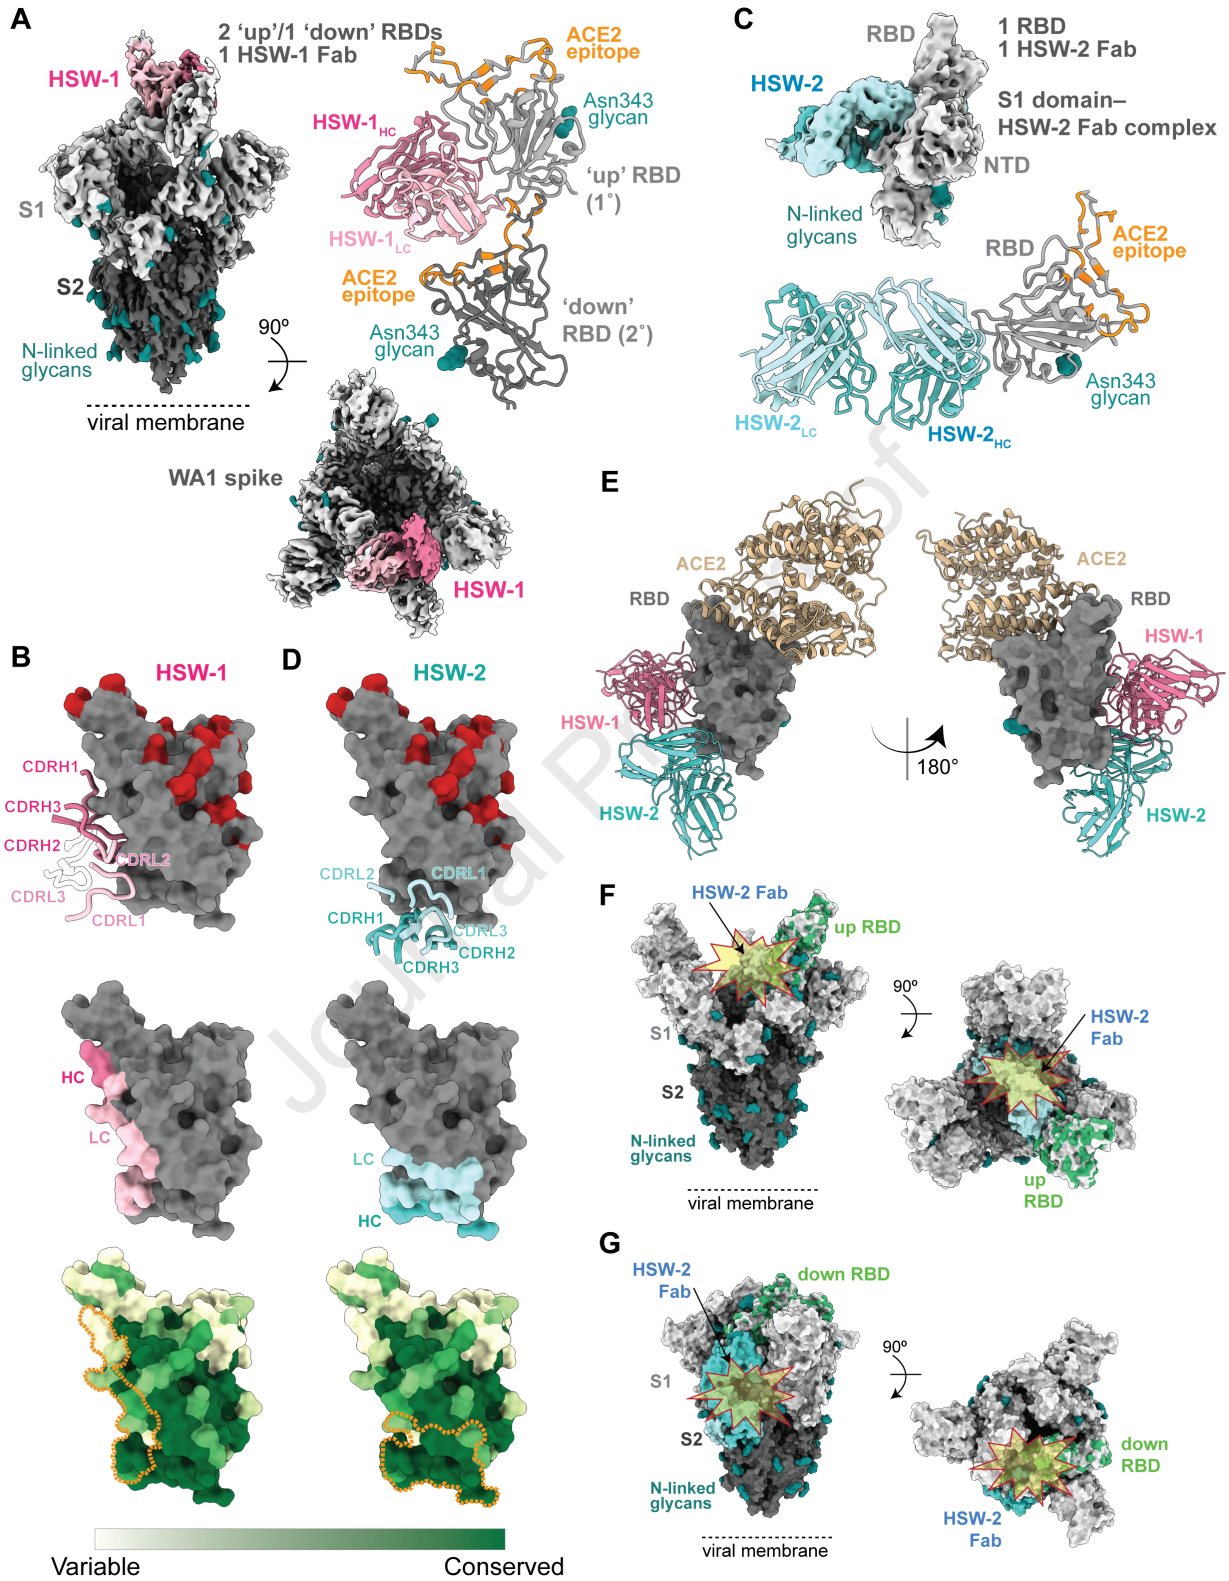 A
2 ‘up’/1 ‘down’ RBDs
1 HSW-1 Fab
HSW-1
S1
S2
N-linked
glycans
90º
viral membrane
WA1 spike
HSW-1
ACE2
epitope
Asn343
glycan
HSW-1HC
‘up’ RBD
(1˚)
HSW-1LC
ACE2
epitope
‘down’
RBD (2˚)
Asn343
glycan
C
RBD
1 RBD
1 HSW-2 Fab
HSW-2
S1 domain–
HSW-2 Fab complex
NTD
N-linked
glycans
RBD
ACE2
epitope
Asn343
glycan
HSW-2LC
HSW-2HC
B
HSW-1
CDRH1
CDRH3
CDRH2
CDRL2
CDRL3
CDRL1
HC
LC
D
HSW-2
CDRL2
CDRL1
CDRH1
CDRL3
CDRH2
CDRH3
LC
HC
Variable
Conserved
E
ACE2
RBD
HSW-1
HSW-2
180°
ACE2
RBD
HSW-1
HSW-2
F
HSW-2 Fab
up RBD
S1
S2
N-linked
glycans
viral membrane
90º
HSW-2
Fab
up
RBD
G
HSW-2
Fab
down RBD
S1
S2
N-linked
glycans
viral membrane
90º
down
RBD
HSW-2
Fab
Journal Pre-proof